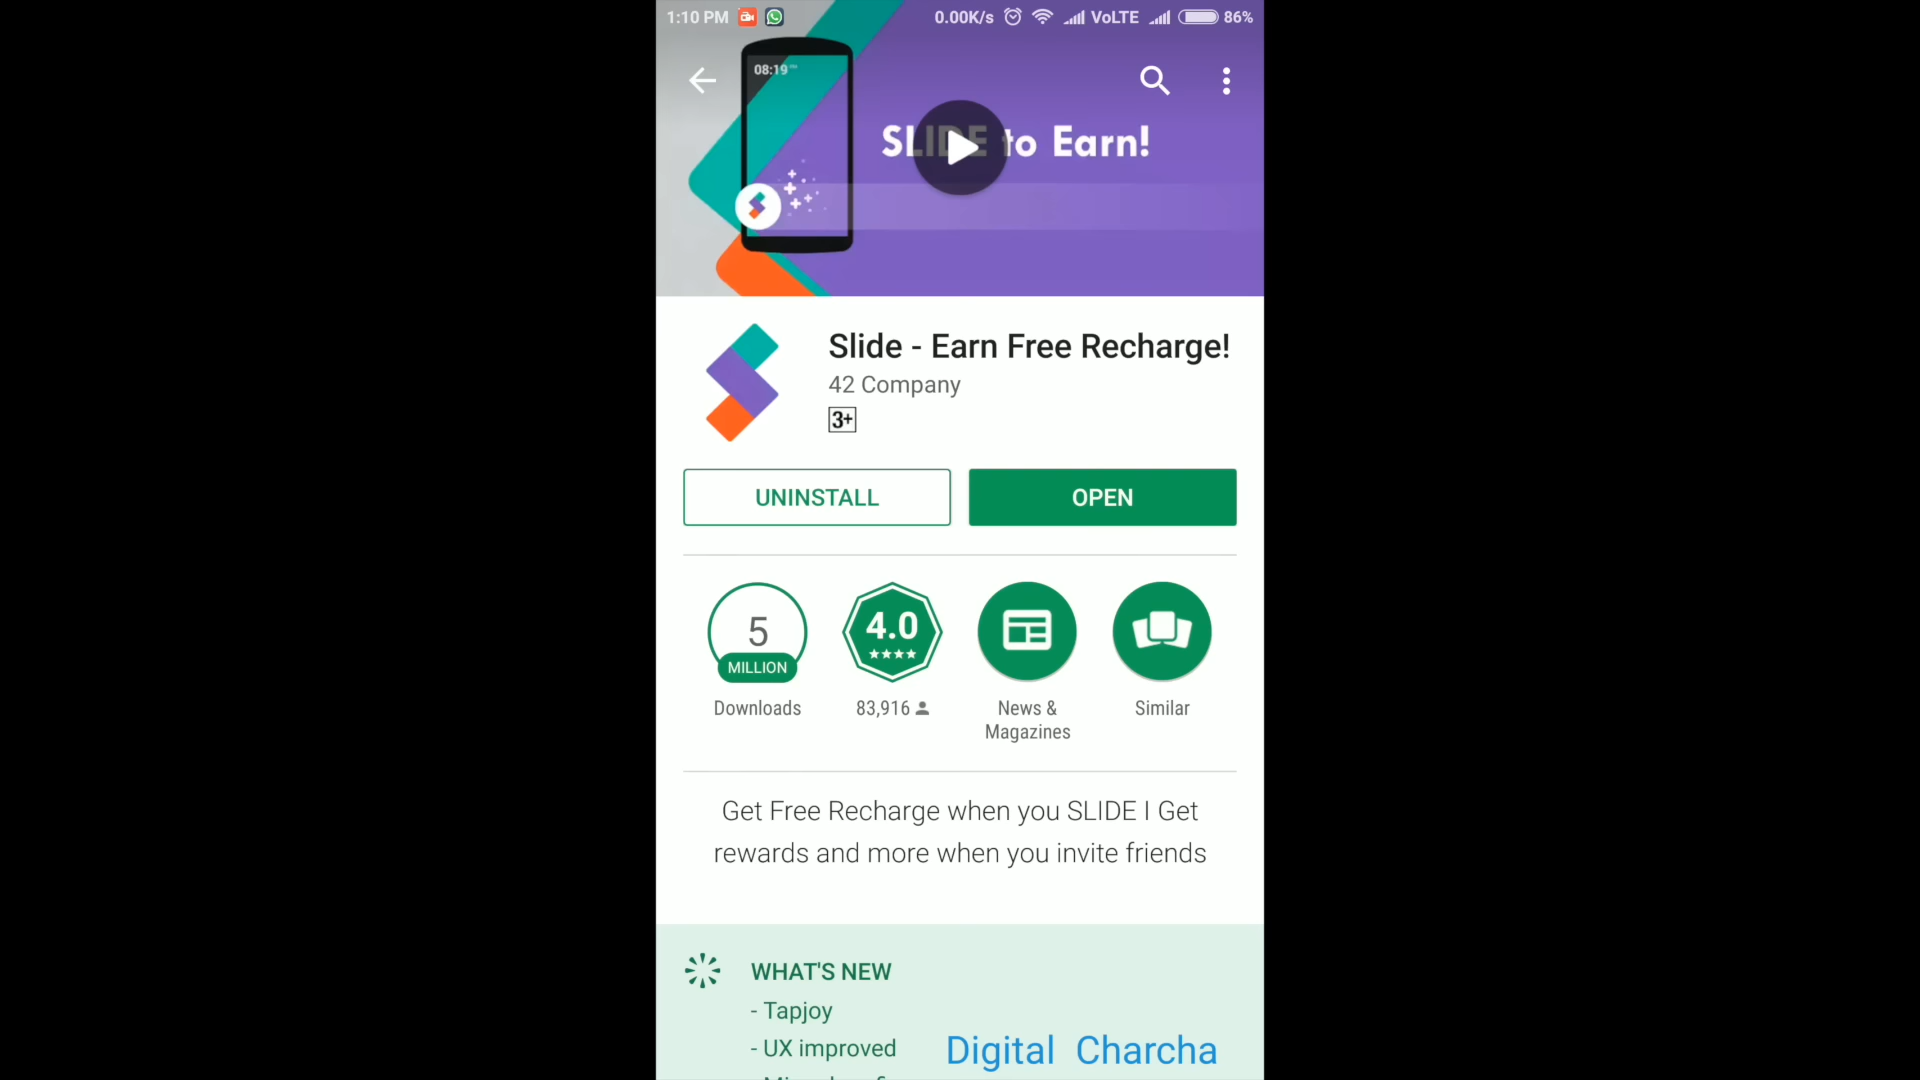 1:10 PM 0.00K/s VoLTE 86%
08:19
SLIDE to Earn!
Slide - Earn Free Recharge!
42 Company
3+
UNINSTALL OPEN
5 4.0
MILLION
Downloads 83,916 News & Similar
Magazines
Get Free Recharge when you SLIDE I Get
rewards and more when you invite friends
WHAT'S NEW
- Tapjoy
- UX improved
Digital Charcha